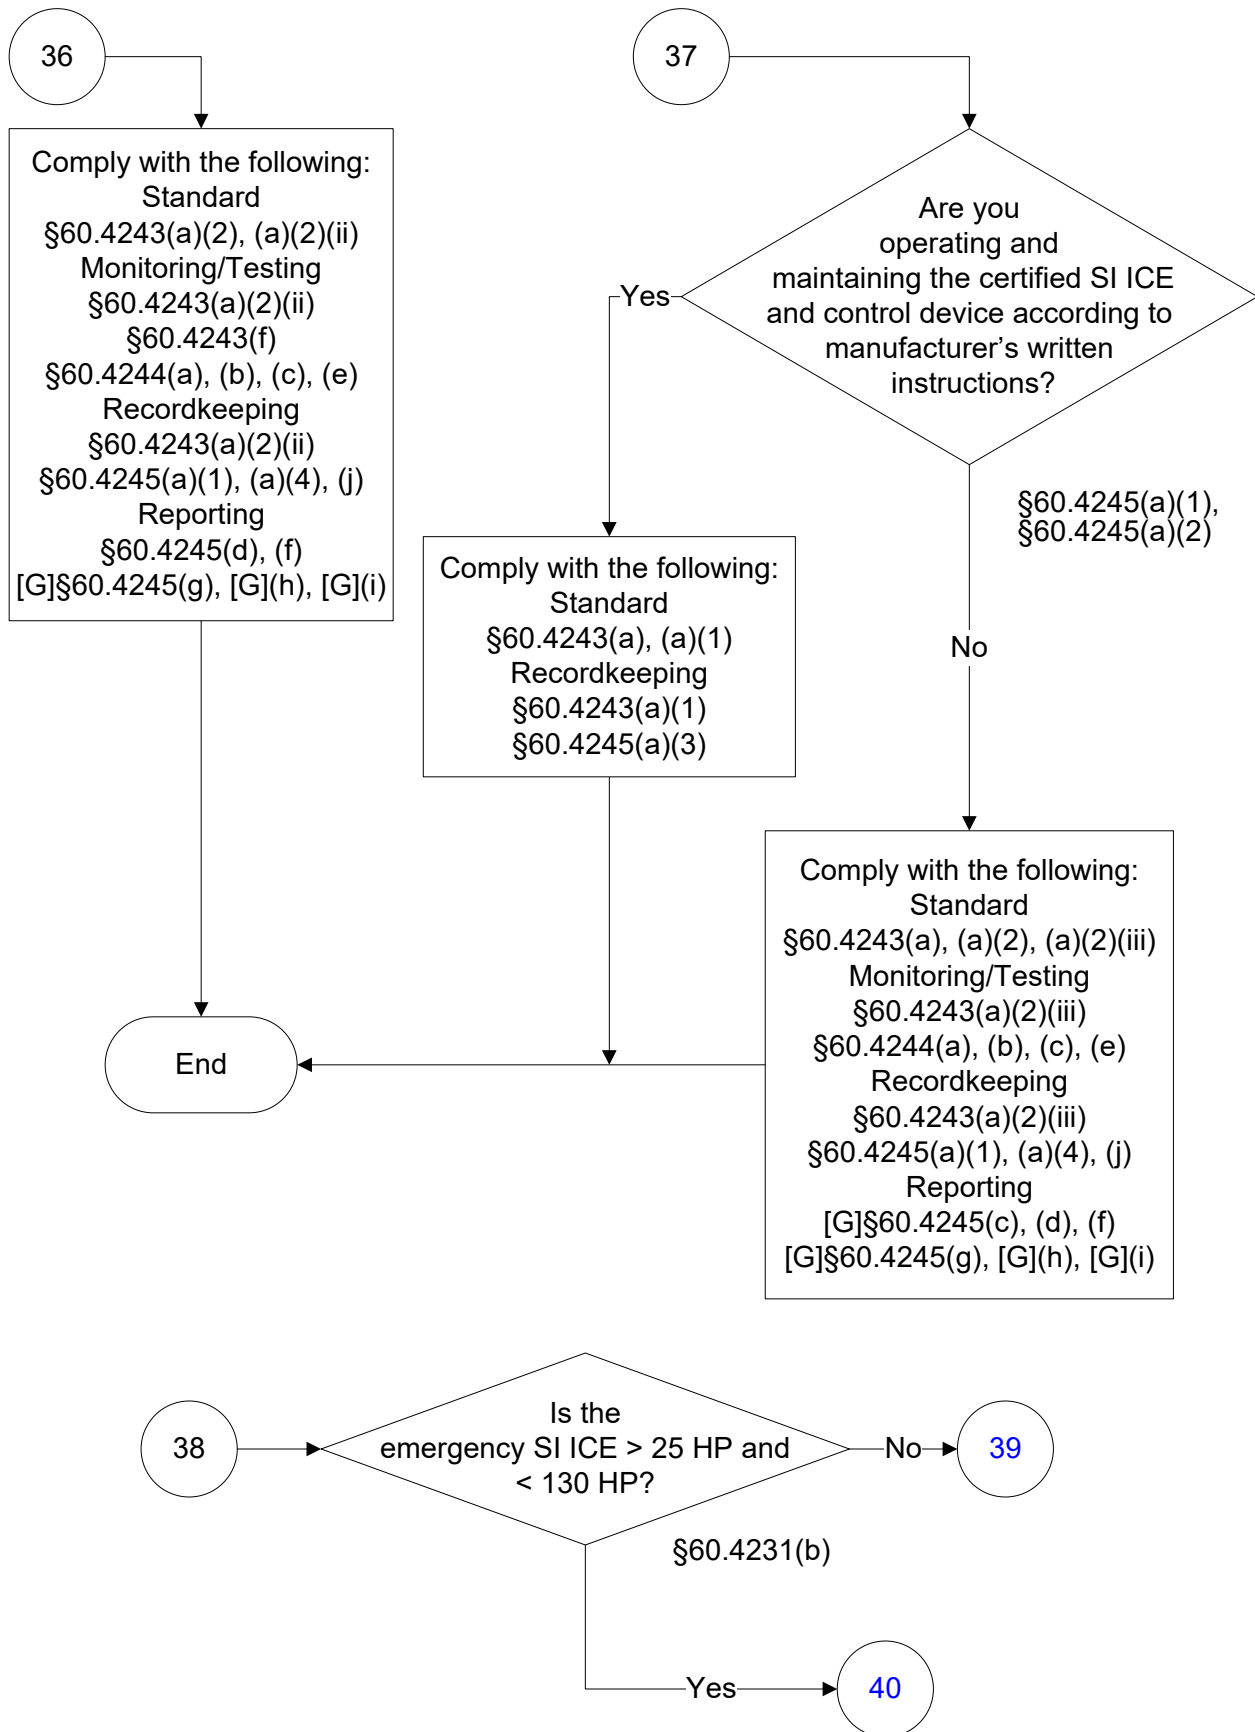 36
Comply with the following:
Standard
§60.4243(a)(2), (a)(2)(ii)
Monitoring/Testing
§60.4243(a)(2)(ii)
§60.4243(f)
§60.4244(a), (b), (c), (e)
Recordkeeping
§60.4243(a)(2)(ii)
§60.4245(a)(1), (a)(4), (j)
Reporting
§60.4245(d), (f)
[G]§60.4245(g), [G](h), [G](i)
37
Are you
operating and
maintaining the certified SI ICE
and control device according to
manufacturer’s written
instructions?
Yes
§60.4245(a)(1),
§60.4245(a)(2)
No
Comply with the following:
Standard
§60.4243(a), (a)(1)
Recordkeeping
§60.4243(a)(1)
§60.4245(a)(3)
Comply with the following:
Standard
§60.4243(a), (a)(2), (a)(2)(iii)
Monitoring/Testing
§60.4243(a)(2)(iii)
§60.4244(a), (b), (c), (e)
Recordkeeping
§60.4243(a)(2)(iii)
§60.4245(a)(1), (a)(4), (j)
Reporting
[G]§60.4245(c), (d), (f)
[G]§60.4245(g), [G](h), [G](i)
End
38
Is the
emergency SI ICE > 25 HP and
< 130 HP?
No
39
§60.4231(b)
Yes
40